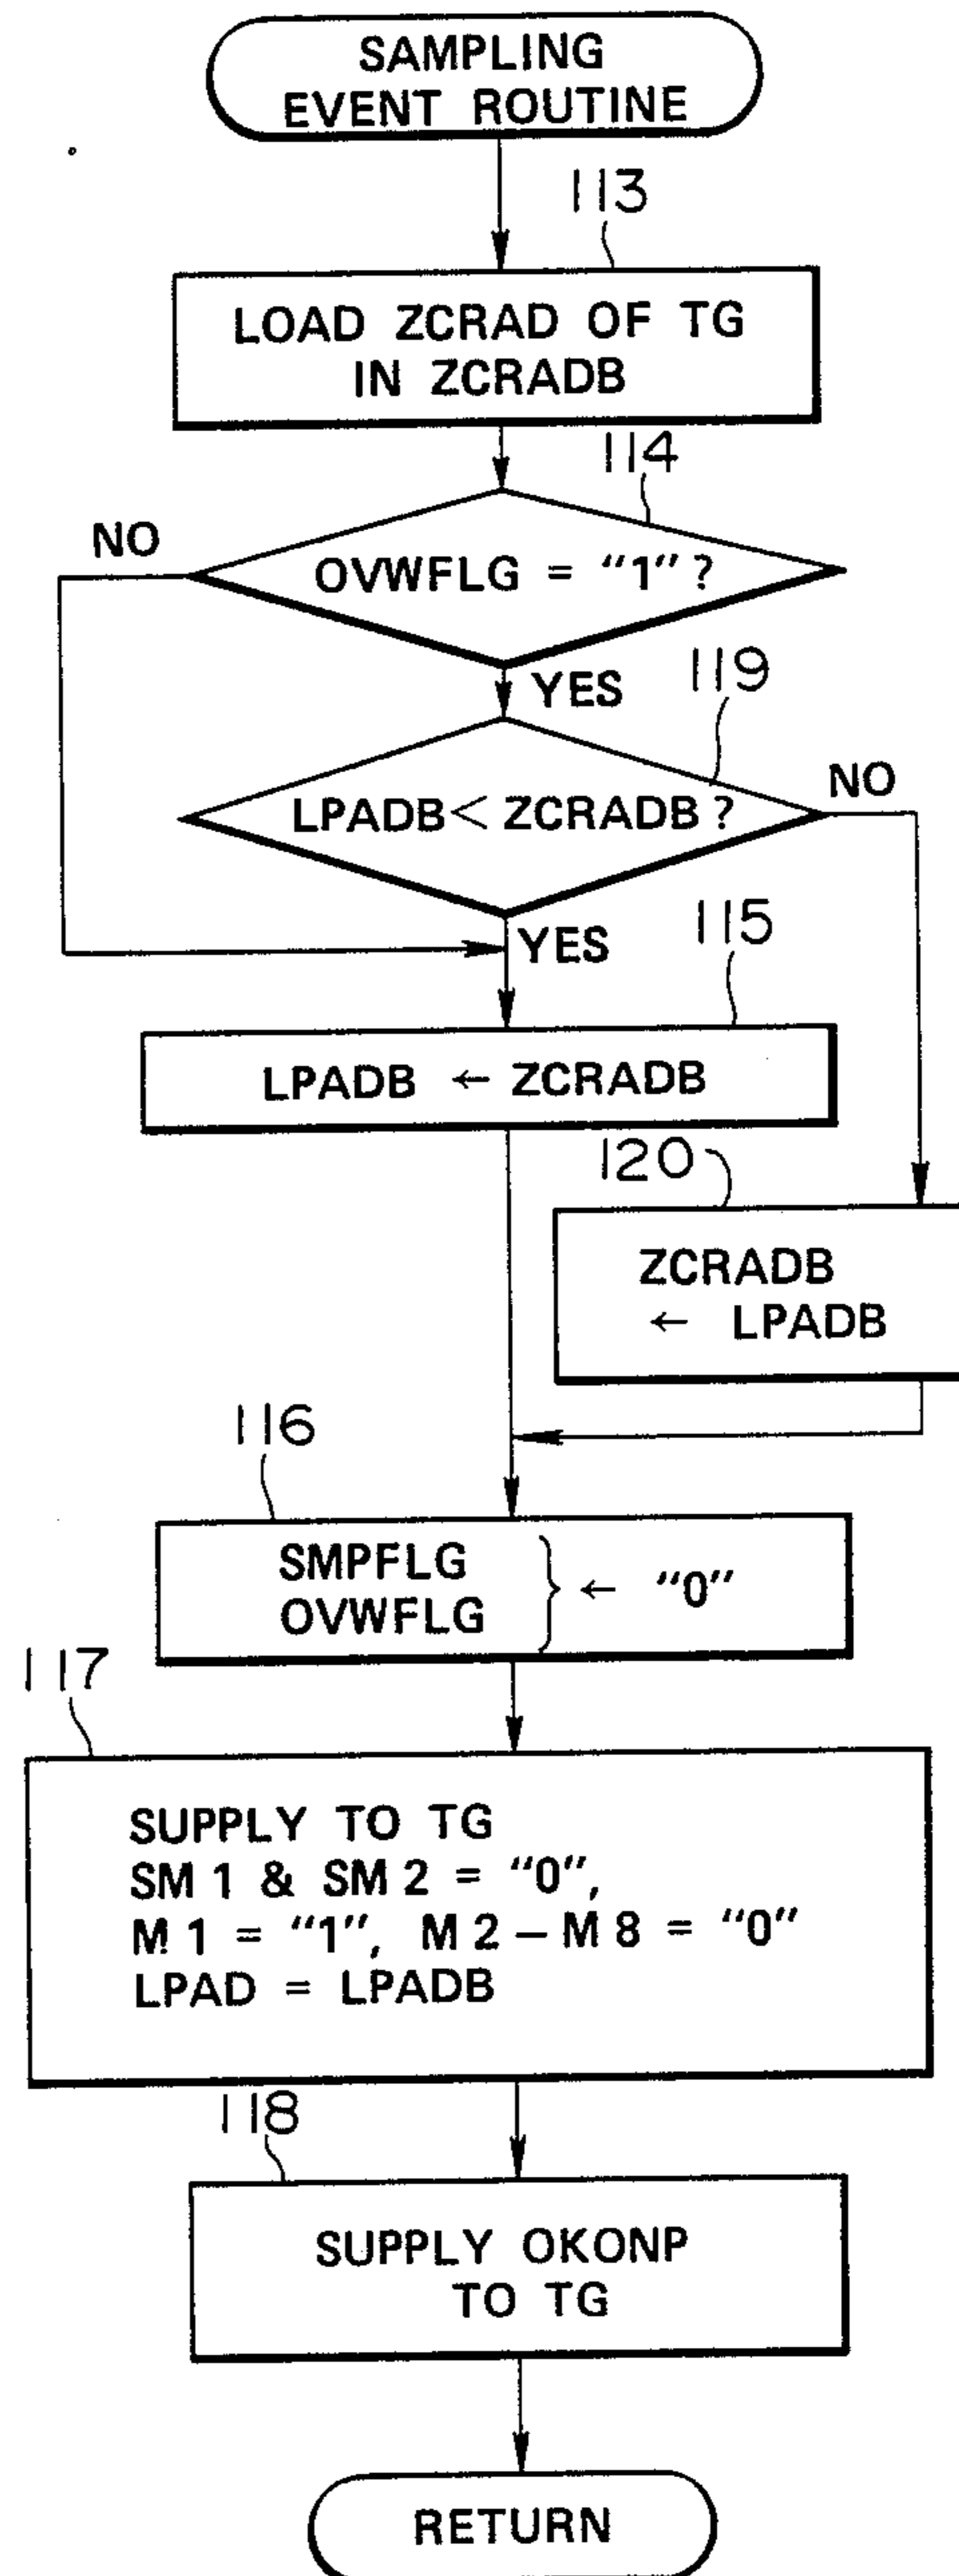 SAMPLING
EVENT ROUTINE
113
LOAD ZCRAD OF TG
IN ZCRADB
114
NO
OVWFLG = “1”?
YES
119
NO
LPADB < ZCRADB ?
YES
115
LPADB ← ZCRADB
120
ZCRADB
← LPADB
116
SMPFLG
OVWFLG } ← “0”
117
SUPPLY TO TG
SM 1 & SM 2 = “0”,
M 1 = “1”, M 2 – M 8 = “0”
LPAD = LPADB
118
SUPPLY OKONP
TO TG
RETURN